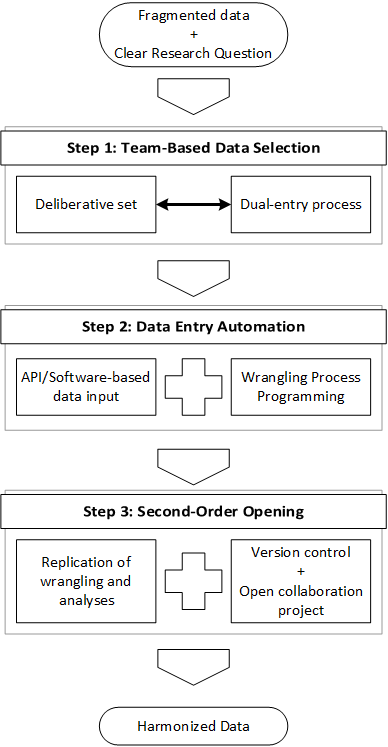 Fragmented data
+
Clear Research Question
Step 1: Team-Based Data Selection
Deliberative set
Dual-entry process
Step 2: Data Entry Automation
API/Software-based
data input
Wrangling Process
Programming
Step 3: Second-Order Opening
Replication of
wrangling and
analyses
Version control
+
Open collaboration
project
Harmonized Data